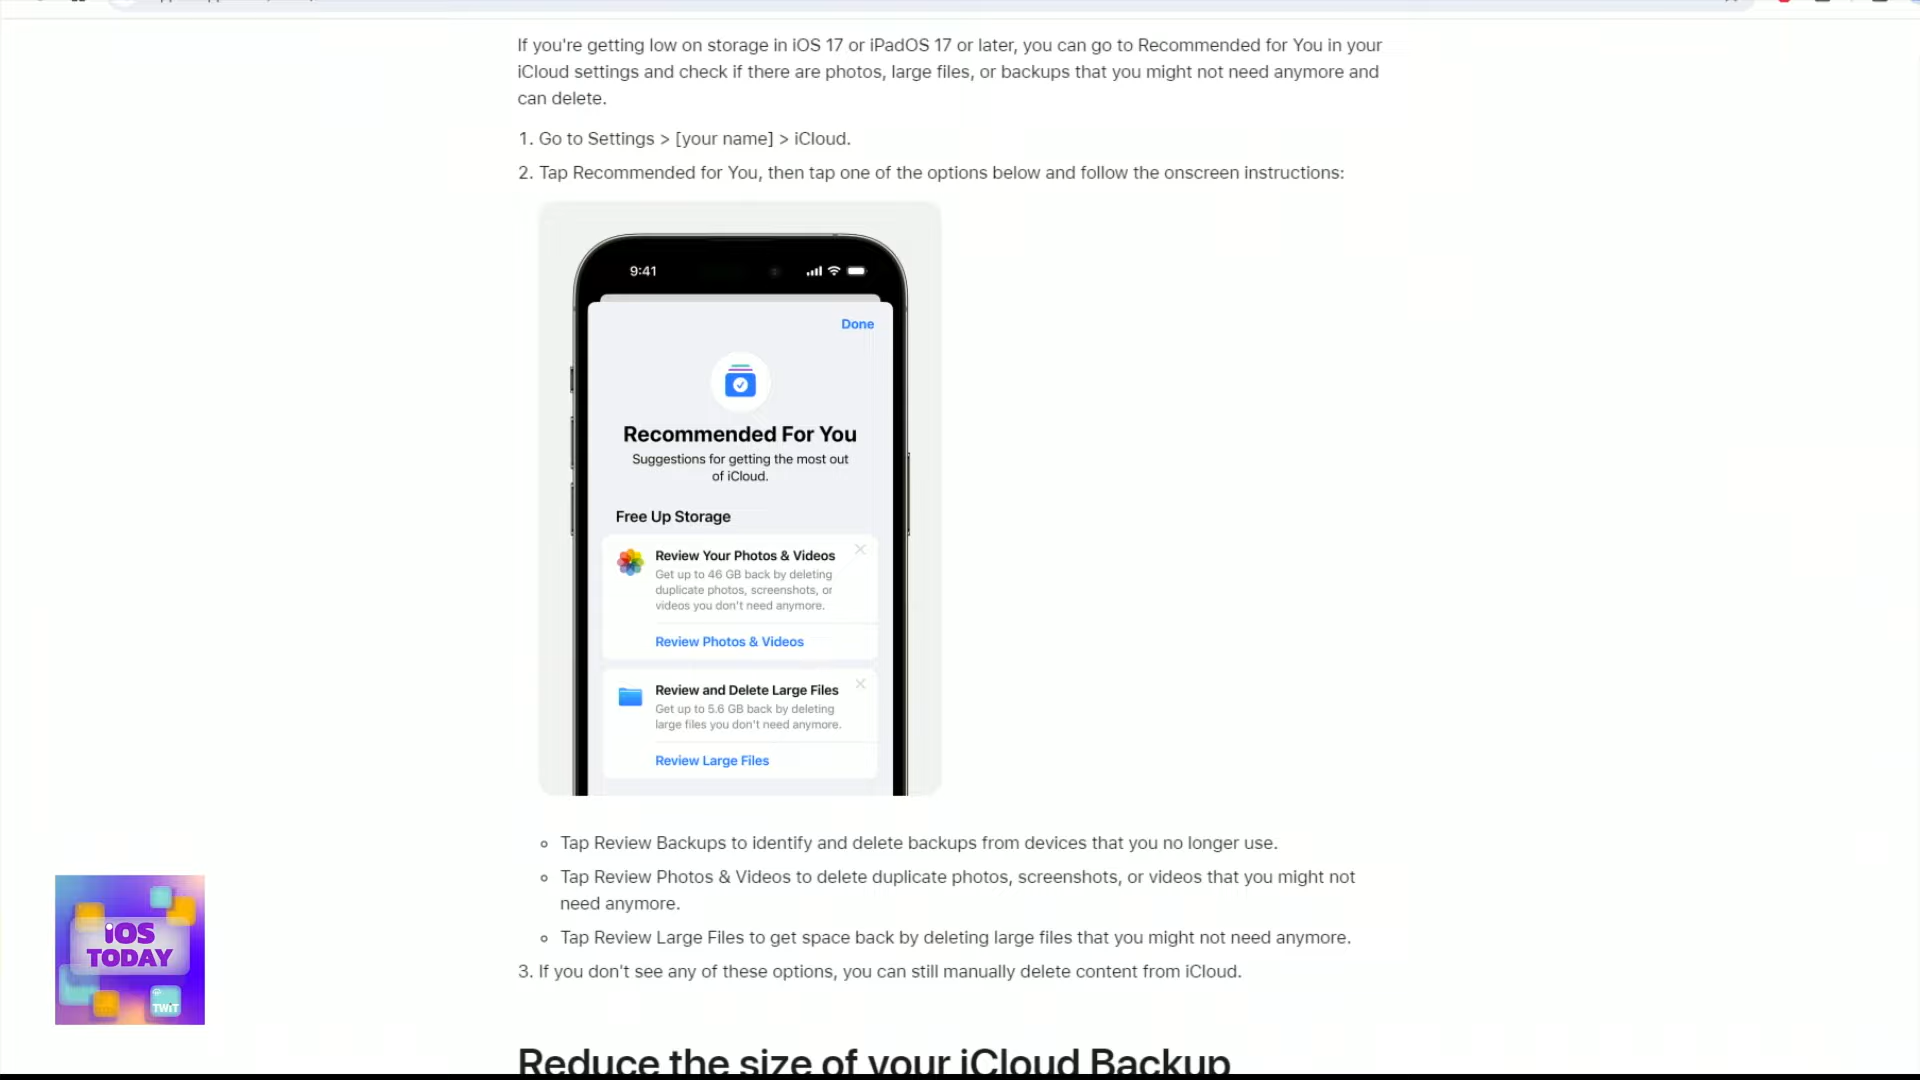 If you're getting low on storage in iOS 17 or iPadOS 17 or later, you can go to Recommended for You in your
iCloud settings and check if there are photos, large files, or backups that you might not need anymore and
can delete.
1. Go to Settings > [your name] > iCloud.
2. Tap Recommended for You, then tap one of the options below and follow the onscreen instructions:
9:41
Done
Recommended For You
Suggestions for getting the most out
of iCloud.
Free Up Storage
Review Your Photos & Videos
Get up to 46 GB back by deleting
duplicate photos, screenshots, or
videos you don't need anymore.
Review Photos & Videos
Review and Delete Large Files
Get up to 5.6 GB back by deleting
large files you don't need anymore.
Review Large Files
Tap Review Backups to identify and delete backups from devices that you no longer use.
Tap Review Photos & Videos to delete duplicate photos, screenshots, or videos that you might not
need anymore.
Tap Review Large Files to get space back by deleting large files that you might not need anymore.
3. If you don't see any of these options, you can still manually delete content from iCloud.
iOS
TODAY
TWiT
Reduce the size of your iCloud Backup